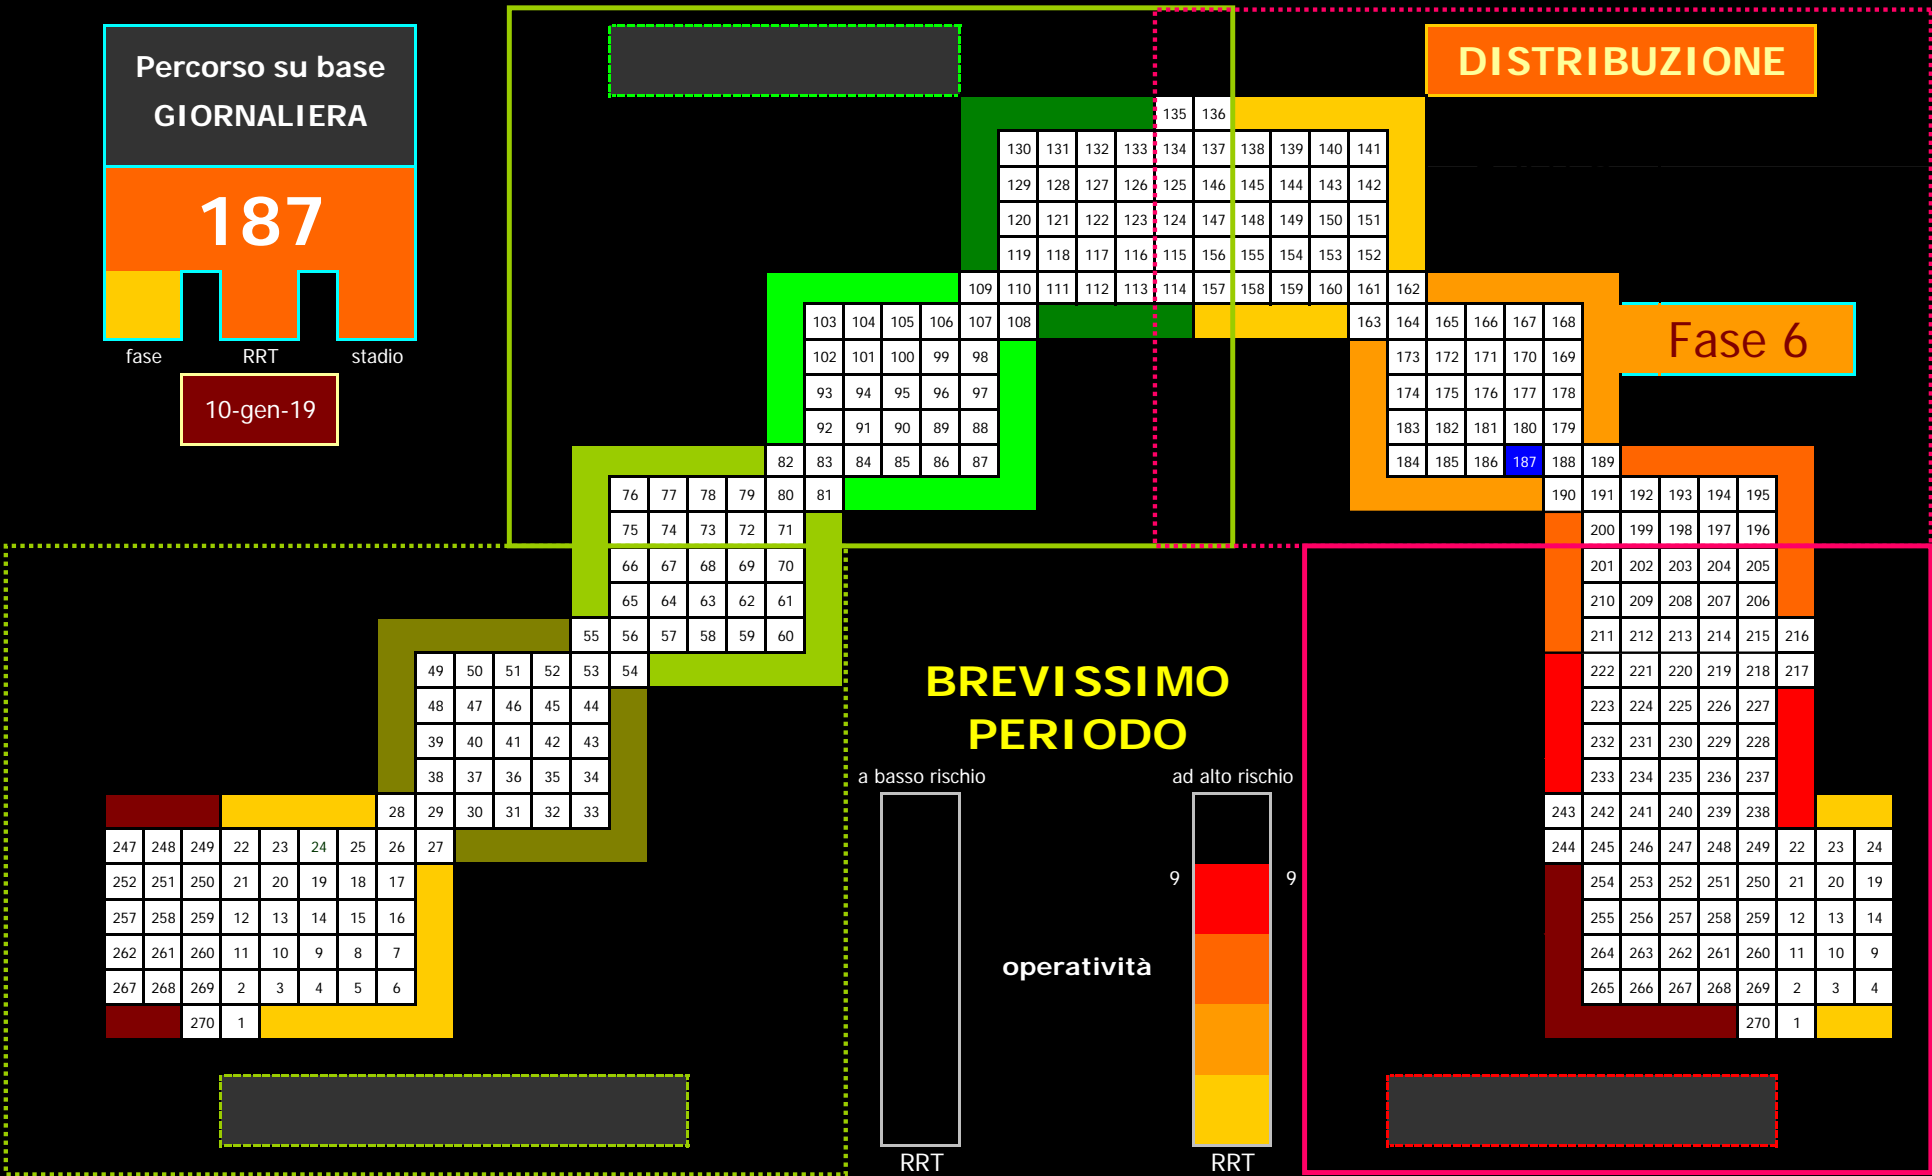 Percorso su base
GIORNALIERA
187
fase RRT stadio
10-gen-19
DISTRIBUZIONE
135 136
130 131 132 133 134 137 138 139 140 141
129 128 127 126 125 146 145 144 143 142
120 121 122 123 124 147 148 149 150 151
119 118 117 116 115 156 155 154 153 152
109 110 111 112 113 114 157 158 159 160 161 162
103 104 105 106 107 108 163 164 165 166 167 168
Fase 6
102 101 100 99 98 173 172 171 170 169
93 94 95 96 97 174 175 176 177 178
92 91 90 89 88 183 182 181 180 179
82 83 84 85 86 87 184 185 186 187 188 189
76 77 78 79 80 81 190 191 192 193 194 195
75 74 73 72 71 200 199 198 197 196
66 67 68 69 70 201 202 203 204 205
65 64 63 62 61 210 209 208 207 206
55 56 57 58 59 60 211 212 213 214 215 216
49 50 51 52 53 54 222 221 220 219 218 217
48 47 46 45 44 223 224 225 226 227
39 40 41 42 43 232 231 230 229 228
38 37 36 35 34 233 234 235 236 237
28 29 30 31 32 33 243 242 241 240 239 238
247 248 249 22 23 24 25 26 27 244 245 246 247 248 249 22 23 24
252 251 250 21 20 19 18 17 254 253 252 251 250 21 20 19
257 258 259 12 13 14 15 16 255 256 257 258 259 12 13 14
262 261 260 11 10 9 8 7 264 263 262 261 260 11 10 9
267 268 269 2 3 4 5 6 265 266 267 268 269 2 3 4
270 1 270 1
BREVISSIMO
PERIODO
a basso rischio ad alto rischio
9 9
operatività
RRT RRT